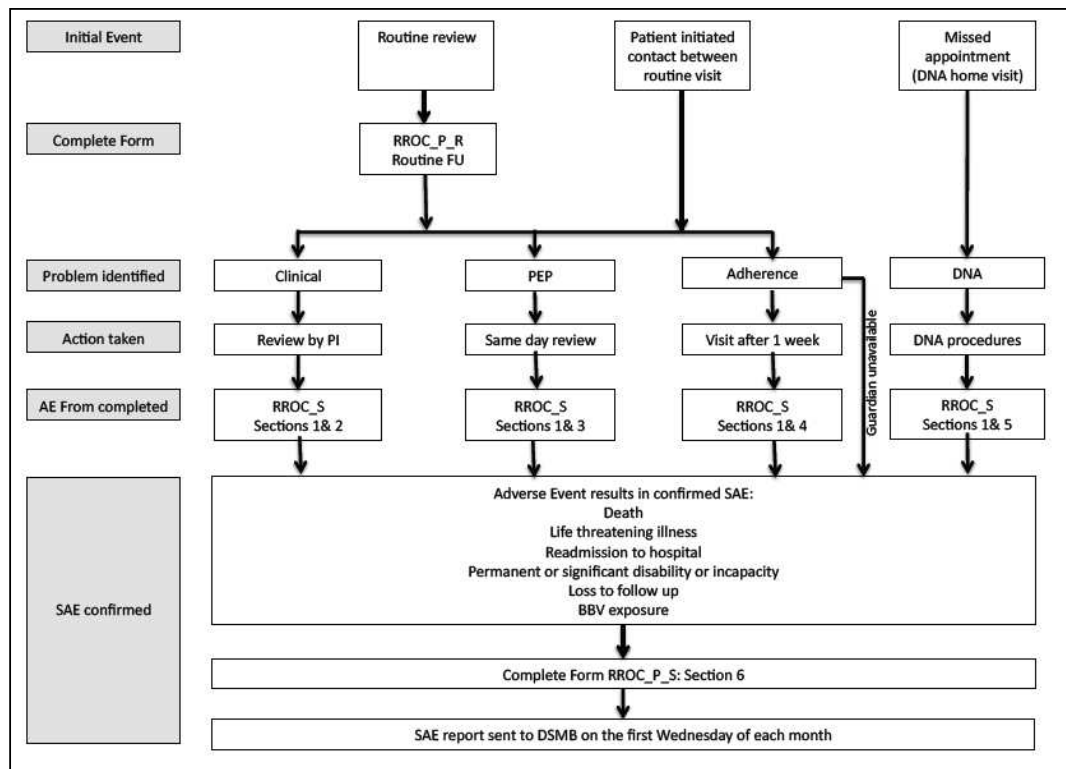 Initial Event
Routine review
Patient initiated
contact between
routine visit
Missed
appointment
(DNA home visit)
Complete Form
RROC_P_R
Routine FU
Problem identified
Clinical
PEP
Adherence
DNA
Action taken
Review by PI
Same day review
Visit after 1 week
DNA procedures
Guardian unavailable
AE From completed
RROC_S
Sections 1& 2
RROC_S
Sections 1& 3
RROC_S
Sections 1& 4
RROC_S
Sections 1& 5
SAE confirmed
Adverse Event results in confirmed SAE:
Death
Life threatening illness
Readmission to hospital
Permanent or significant disability or incapacity
Loss to follow up
BBV exposure
Complete Form RROC_P_S: Section 6
SAE report sent to DSMB on the first Wednesday of each month